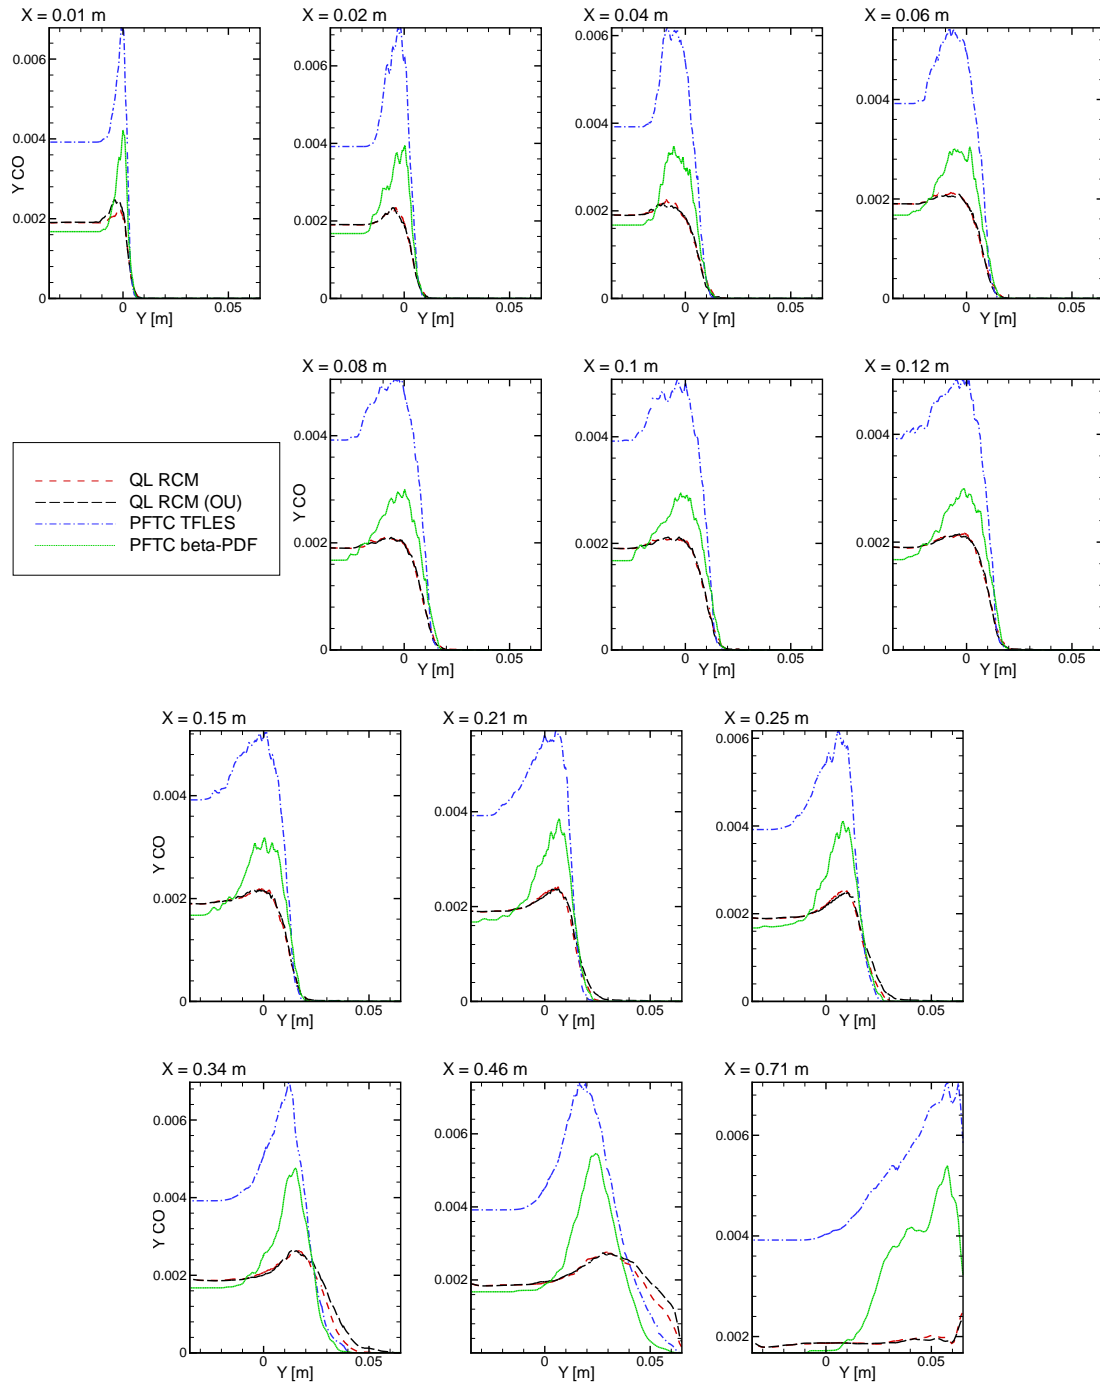 X = 0.01 m
X = 0.02 m
X = 0.04 m
X = 0.06 m
0.006
0.004
0.002
0
Y CO
0 0.05
Y [m]
0.006
0.004
0.002
0
0 0.05
Y [m]
0.006
0.004
0.002
0
0 0.05
Y [m]
0.004
0.002
0
0 0.05
Y [m]
X = 0.08 m
X = 0.1 m
X = 0.12 m
QL RCM
QL RCM (OU)
PFTC TFLES
PFTC beta-PDF
0.004
0.002
0
Y CO
0 0.05
Y [m]
0.004
0.002
0
0 0.05
Y [m]
0.004
0.002
0
0 0.05
Y [m]
X = 0.15 m
X = 0.21 m
X = 0.25 m
0.004
0.002
0
Y CO
0 0.05
Y [m]
0.004
0.002
0
0 0.05
Y [m]
0.006
0.004
0.002
0
0 0.05
Y [m]
X = 0.34 m
X = 0.46 m
X = 0.71 m
0.006
0.004
0.002
0
Y CO
0 0.05
Y [m]
0.006
0.004
0.002
0 0.05
Y [m]
0.006
0.004
0.002
0 0.05
Y [m]